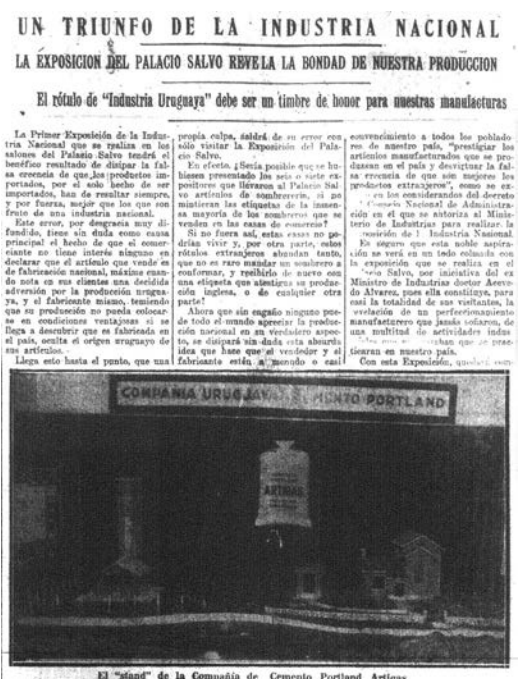 UN TRIUNFO DE LA INDUSTRIA NACIONAL
LA EXPOSICION DEL PALACIO SALVO REVELA LA BONDAD DE NUESTRA PRODUCCION
El rótulo de "Industria Uruguaya" debe ser un timbre de honor para nuestras manufacturas
La Primer Exposición de la Indus-
tria Nacional que se realiza en los
salones del Palacio Salvo tendrá el
benéfico resultado de disipar la fal-
sa creencia de que los productos im-
portados, por el solo hecho de ser
importados, han de resultar siempre,
y por fuerza, mejor que los que son
fruto de una industria nacional.
Este error, por desgracia muy di-
fundido, tiene sin duda como causa
principal el hecho de que el comer-
ciante no tiene interés ninguno en
declarar que el artículo que vende es
de fabricación nacional, máxime cuan-
do nota en sus clientes una decidida
adversión por la producción urugua-
ya, y el fabricante mismo, temiendo
que su producción no pueda colocar-
se en condiciones ventajosas si se
llega a descubrir que es fabricada en
el país, oculta el origen uruguayo de
sus artículos.
Llega esto hasta el punto, que una
propia culpa, saldrá de su error con
sólo visitar la Exposición del Pala-
cio Salvo.
En efecto. ¿Sería posible que se hu-
biesen presentado los seis o siete ex-
positores que llevaron al Palacio Sal-
vo artículos de sombrerería, si no
mintieran las etiquetas de la inmen-
sa mayoría de los sombreros que se
venden en las casas de comercio?
Si no fuera así, estas casas no po-
drían vivir y, por otra parte, estos
rótulos extranjeros abundan tanto,
que no es raro mandar un sombrero a
conformar, y recibirlo de nuevo con
una etiqueta que atestigua su produc-
ción inglesa, o de cualquier otra
parte!
Ahora que sin engaño ninguno pue-
de todo el mundo apreciar la produc-
ción nacional en su verdadero aspec-
to, se disipará sin duda esta absurda
idea que hace que el vendedor y el
fabricante estén a menudo o casi
convencimiento a todos los poblado-
res de nuestro país, "prestigiar los
artículos manufacturados que se pro-
duzcan en el país y desvirtuar la fal-
sa creencia de que son mejores los
productos extranjeros", como se ex-
en los considerandos del decreto
Consejo Nacional de Administra-
ción en el que se autoriza al Minis-
terio de Industrias para realizar la
Exposición de Industria Nacional.
Es seguro que esta noble aspira-
ción se verá en un todo colmada con
la exposición que se realiza en el
Salvo, por iniciativa del ex
Ministro de Industrias doctor Aceve-
do Alvarez, pues ella constituye, para
casi la totalidad de sus visitantes, la
revelación de un perfeccionamiento
manufacturero que jamás soñaron, de
una multitud de actividades indus
que se prac-
ticaran en nuestro país.
Con esta Exposición,
COMPAÑIA URUGUAYA CEMENTO PORTLAND
ARTIGAS
El "stand" de la Compañía de Cemento Portland Artigas